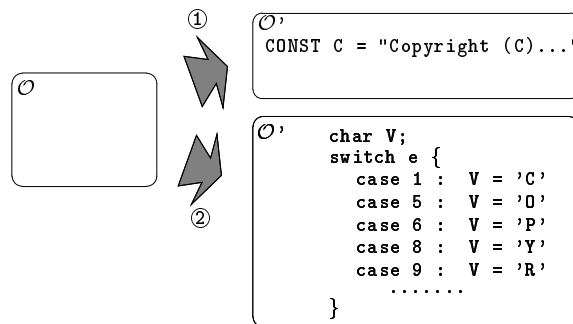 ①
𝒪
𝒪'
CONST C = "Copyright (C)..."
②
𝒪'
char V;
switch e {
case 1 : V = 'C'
case 5 : V = 'O'
case 6 : V = 'P'
case 8 : V = 'Y'
case 9 : V = 'R'
.......
}